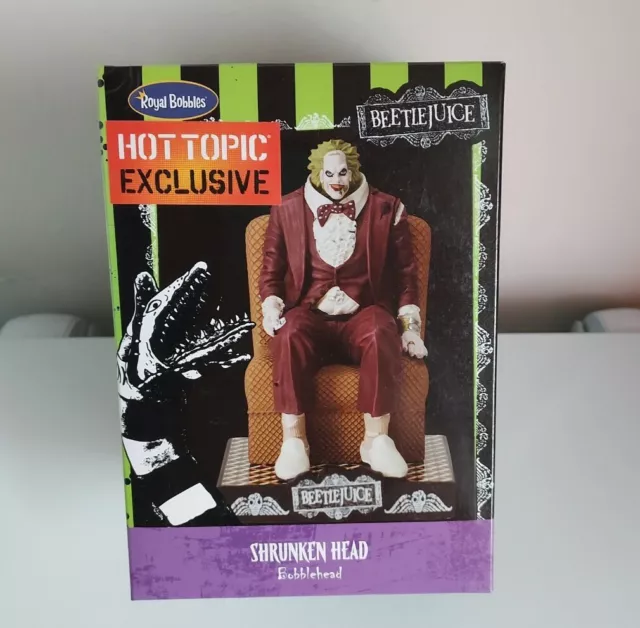 Royal Bobbles
HOT TOPIC
EXCLUSIVE
BEETLEJUICE
BEETLEJUICE
SHRUNKEN HEAD
Bobblehead